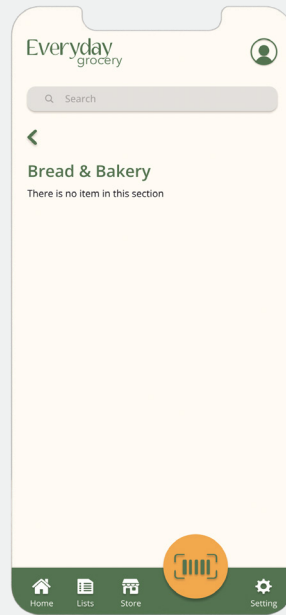 Everyday
grocery
Search
Bread & Bakery
There is no item in this section
Home
Lists
Store
Setting